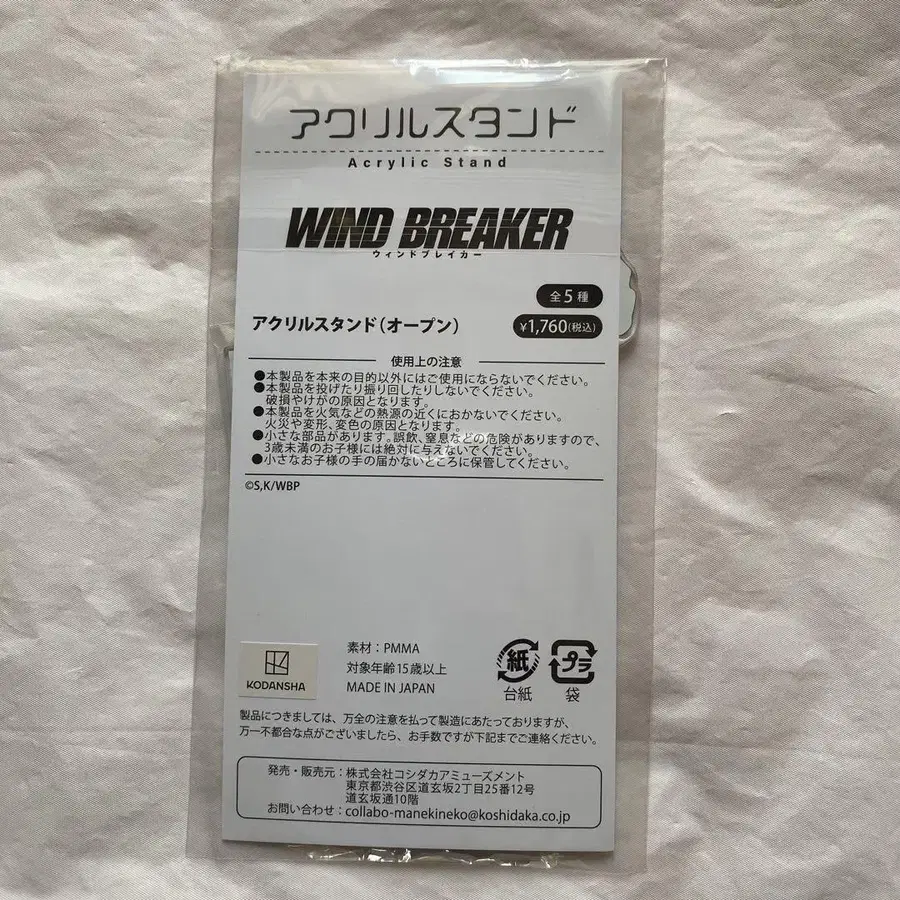 アクリルスタンド
Acrylic Stand
WIND BREAKER
ウィンドブレイカー
全5種
アクリルスタンド(オープン)
¥1,760(税込)
使用上の注意
●本製品を本来の目的以外にはご使用にならないでください。
●本製品を投げたり振り回したりしないでください。
破損やけがの原因となります。
●本製品を火気などの熱源の近くにおかないでください。
火災や変形、変色の原因となります。
●小さな部品があります。誤飲、窒息などの危険がありますので、
3歳未満のお子様には絶対に与えないでください。
●小さなお子様の手の届かないところに保管してください。
©S,K/WBP
KODANSHA
素材：PMMA
対象年齢15歳以上
MADE IN JAPAN
紙
台紙
プラ
袋
製品につきましては、万全の注意を払って製造にあたっておりますが、
万一不都合な点がございましたら、お手数ですが下記までご連絡ください。
発売・販売元：株式会社コシダカアミューズメント
東京都渋谷区道玄坂2丁目25番12号
道玄坂通10階
お問い合わせ：collabo-manekineko@koshidaka.co.jp